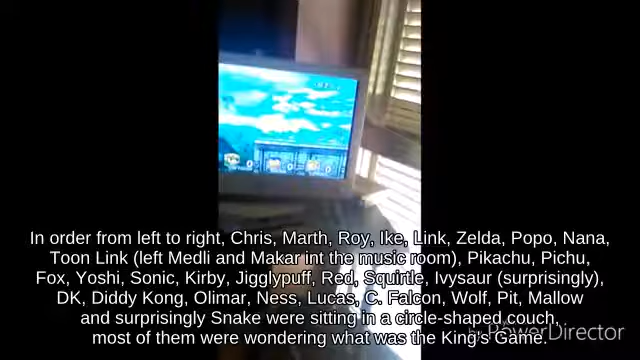 In order from left to right, Chris, Marth, Roy, Ike, Link, Zelda, Popo, Nana,
Toon Link (left Medli and Makar int the music room), Pikachu, Pichu,
Fox, Yoshi, Sonic, Kirby, Jigglypuff, Red, Squirtle, Ivysaur (surprisingly),
DK, Diddy Kong, Olimar, Ness, Lucas, C. Falcon, Wolf, Pit, Mallow
and surprisingly Snake were sitting in a circle-shaped couch,
most of them were wondering what was the King's Game.
PowerDirector